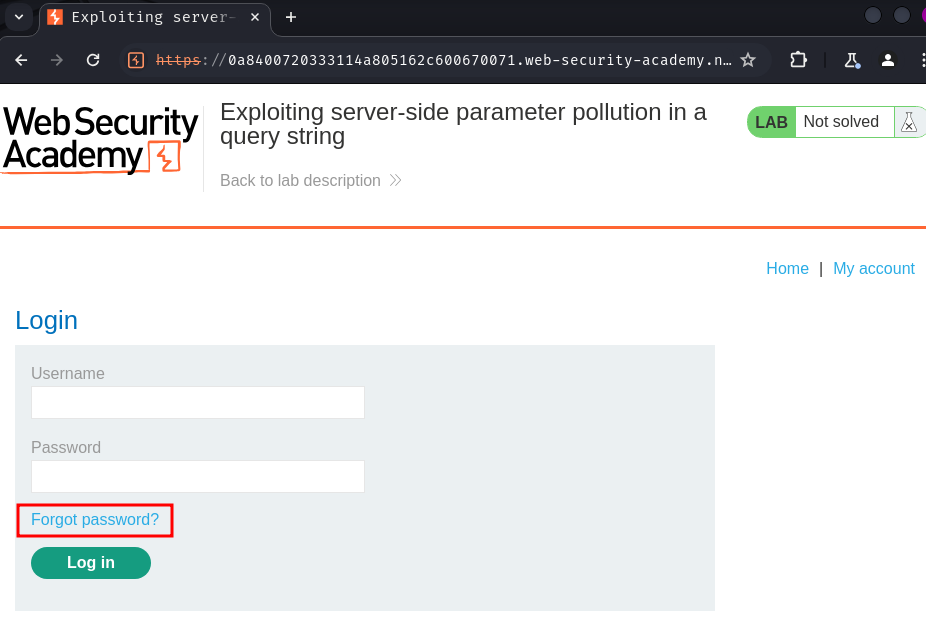 Exploiting server-
https://0a8400720333114a805162c600670071.web-security-academy.n...
Web Security
Academy
Exploiting server-side parameter pollution in a
query string
Back to lab description
LAB Not solved
Home | My account
Login
Username
Password
Forgot password?
Log in